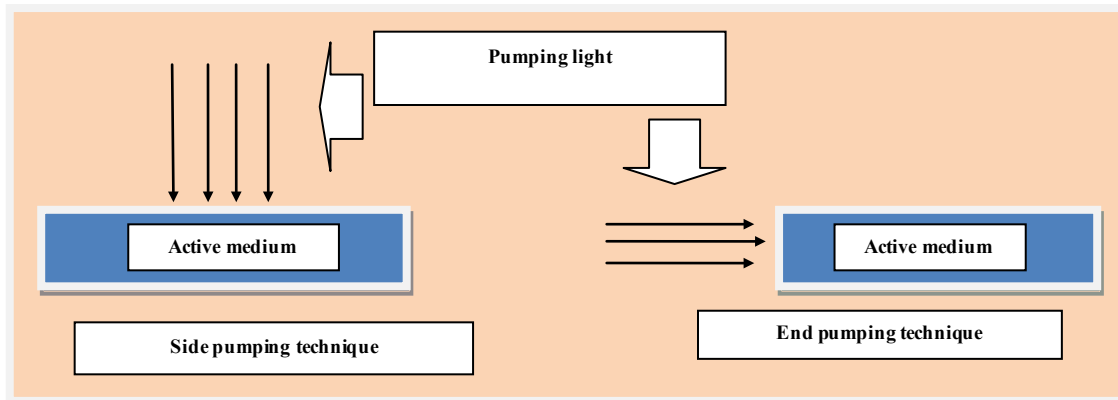 Pumping light
Active medium
Active medium
Side pumping technique
End pumping technique